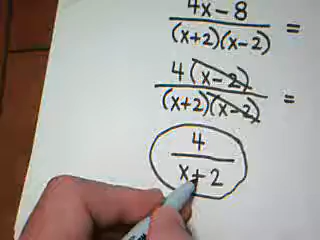 4x - 8
(x+2)(x-2) =
4(x-2)
(x+2)(x-2) =
4
x+2